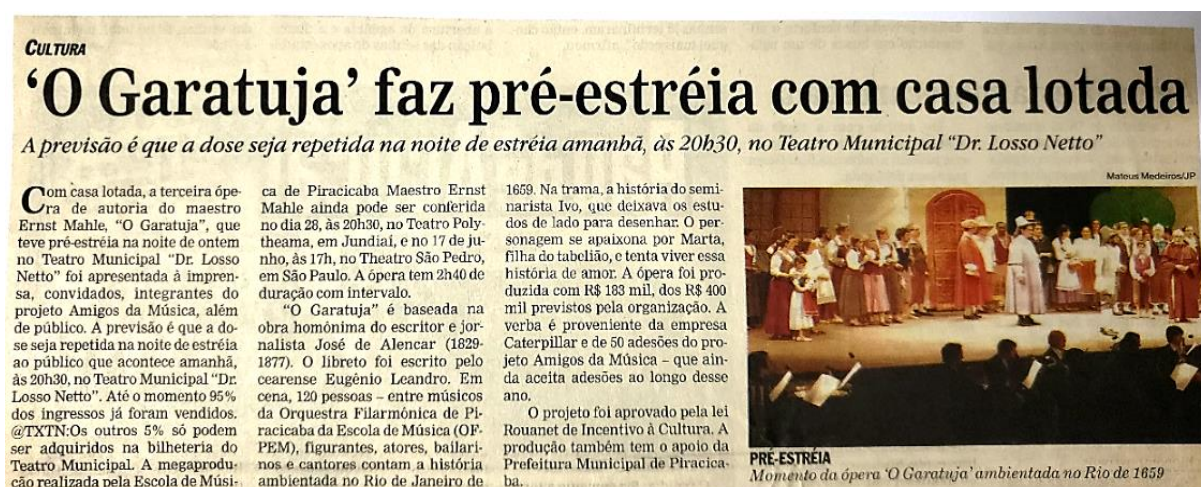 CULTURA
‘O Garatuja’ faz pré-estréia com casa lotada
A previsão é que a dose seja repetida na noite de estréia amanhã, às 20h30, no Teatro Municipal “Dr. Losso Netto”
Com casa lotada, a terceira ópe-
ra de autoria do maestro
Ernst Mahle, “O Garatuja”, que
teve pré-estréia na noite de ontem
no Teatro Municipal “Dr. Losso
Netto” foi apresentada à impren-
sa, convidados, integrantes do
projeto Amigos da Música, além
de público. A previsão é que a do-
se seja repetida na noite de estréia
ao público que acontece amanhã,
às 20h30, no Teatro Municipal “Dr.
Losso Netto”. Até o momento 95%
dos ingressos já foram vendidos.
@TXTN:Os outros 5% só podem
ser adquiridos na bilheteria do
Teatro Municipal. A megaprodu-
ção realizada pela Escola de Músi-
ca de Piracicaba Maestro Ernst
Mahle ainda pode ser conferida
no dia 28, às 20h30, no Teatro Poly-
theama, em Jundiaí, e no 17 de ju-
nho, às 17h, no Theatro São Pedro,
em São Paulo. A ópera tem 2h40 de
duração com intervalo.
“O Garatuja” é baseada na
obra homônima do escritor e jor-
nalista José de Alencar (1829-
1877). O libreto foi escrito pelo
cearense Eugênio Leandro. Em
cena, 120 pessoas – entre músicos
da Orquestra Filarmônica de Pi-
racicaba da Escola de Música (OF-
PEM), figurantes, atores, bailari-
nos e cantores contam a história
ambientada no Rio de Janeiro de
1659. Na trama, a história do semi-
narista Ivo, que deixava os estu-
dos de lado para desenhar. O per-
sonagem se apaixona por Marta,
filha do tabelião, e tenta viver essa
história de amor. A ópera foi pro-
duzida com R$ 183 mil, dos R$ 400
mil previstos pela organização. A
verba é proveniente da empresa
Caterpillar e de 50 adesões do pro-
jeto Amigos da Música – que ain-
da aceita adesões ao longo desse
ano.
O projeto foi aprovado pela lei
Rouanet de Incentivo à Cultura. A
produção também tem o apoio da
Prefeitura Municipal de Piracica-
ba.
Mateus Medeiros/JP
PRÉ-ESTRÉIA
Momento da ópera ‘O Garatuja’ ambientada no Rio de 1659